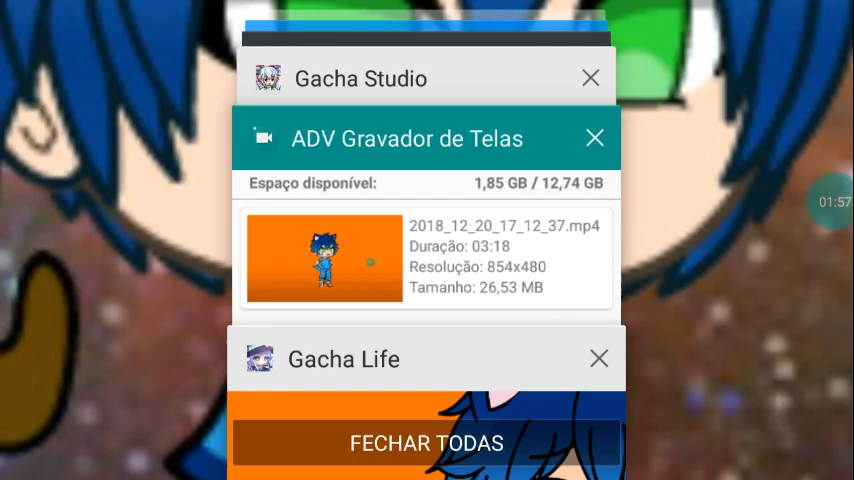 Gacha Studio
ADV Gravador de Telas
Espaço disponível: 1,85 GB / 12,74 GB
2018_12_20_17_12_37.mp4
Duração: 03:18
Resolução: 854x480
Tamanho: 26,53 MB
01:57
Gacha Life
FECHAR TODAS